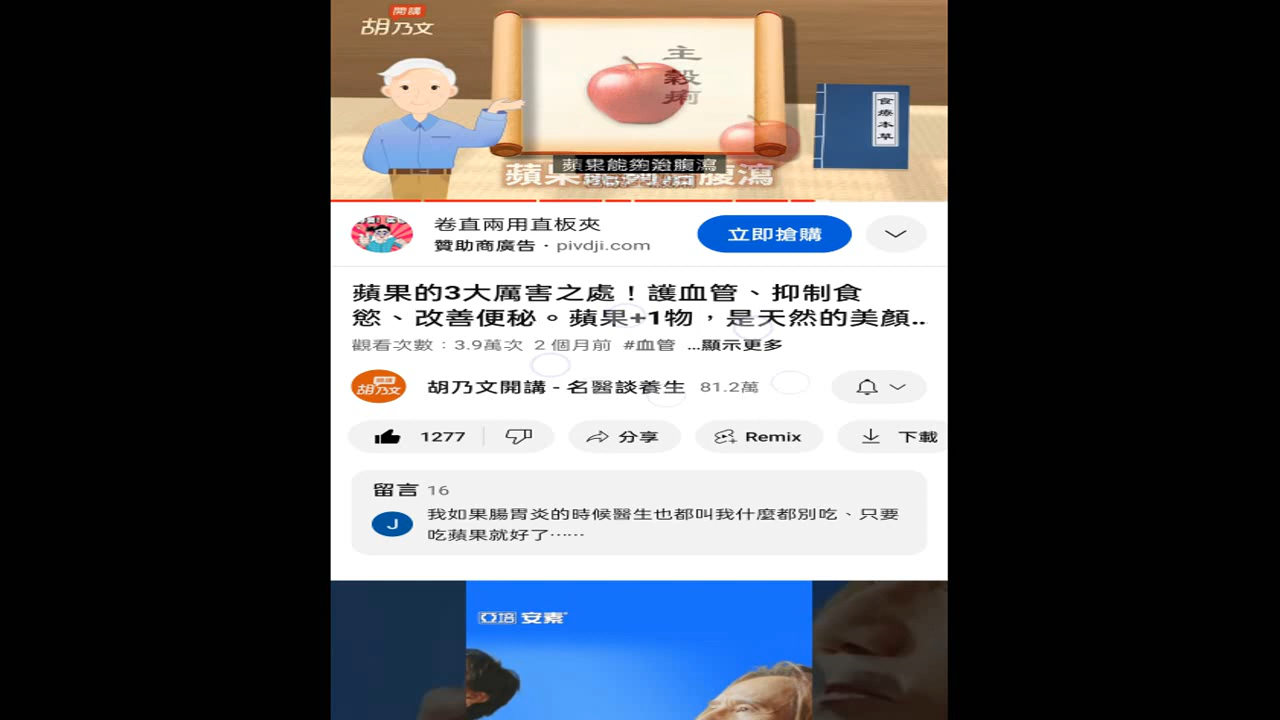 開講
胡乃文
主穀痢
食療本草
蘋果能夠治腹瀉
卷直兩用直板夾
贊助商廣告・pivdji.com
立即搶購
蘋果的3大厲害之處！護血管、抑制食
慾、改善便秘。蘋果+1物，是天然的美顏..
觀看次數：3.9萬次 2 個月前 #血管 ...顯示更多
胡乃文開講 - 名醫談養生 81.2萬
1277
分享
Remix
下載
留言 16
J
我如果腸胃炎的時候醫生也都叫我什麼都別吃、只要
吃蘋果就好了……
亞培 安素